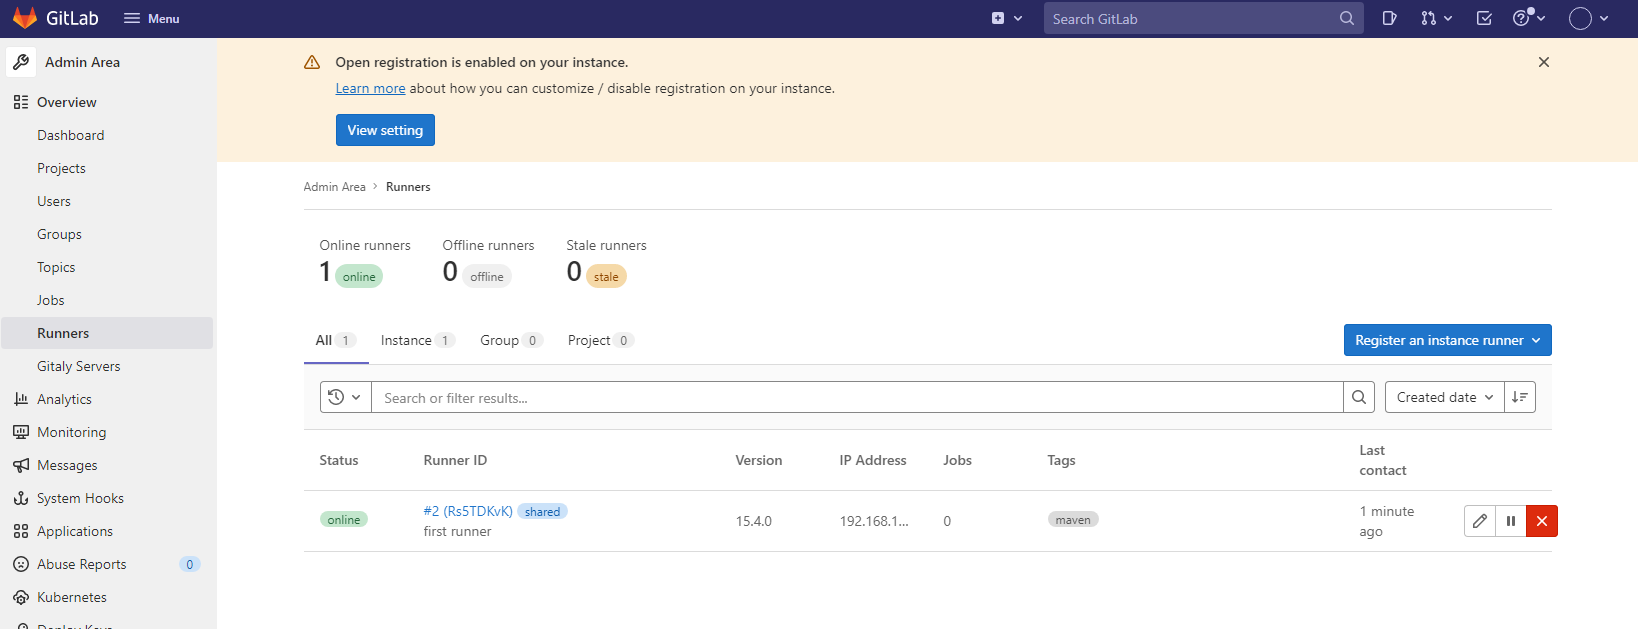 GitLab
Menu
Search GitLab
Admin Area
Overview
Dashboard
Projects
Users
Groups
Topics
Jobs
Runners
Gitaly Servers
Analytics
Monitoring
Messages
System Hooks
Applications
Abuse Reports 0
Kubernetes
Deploy Keys
Open registration is enabled on your instance.
Learn more about how you can customize / disable registration on your instance.
View setting
Admin Area > Runners
Online runners Offline runners Stale runners
1 online 0 offline 0 stale
All 1 Instance 1 Group 0 Project 0 Register an instance runner
Search or filter results... Created date
Status Runner ID Version IP Address Jobs Tags Last contact
online #2 (Rs5TDKvK) shared 15.4.0 192.168.1... 0 maven 1 minute ago
first runner